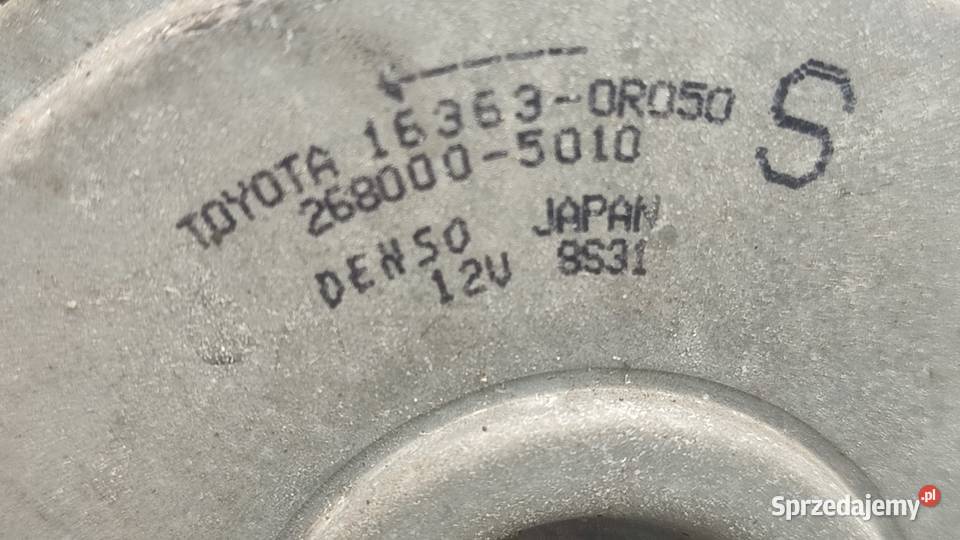 TOYOTA 16363-0R050
268000-5010
DENSO JAPAN
12V 8S31
S
Sprzedajemy.pl